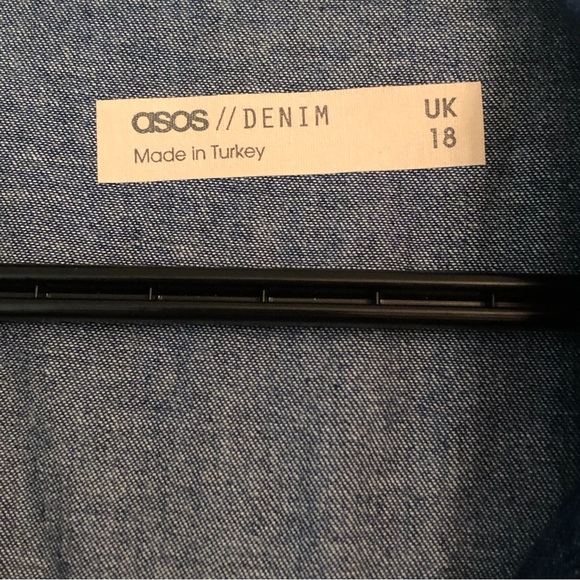 asos // DENIM
Made in Turkey
UK
18